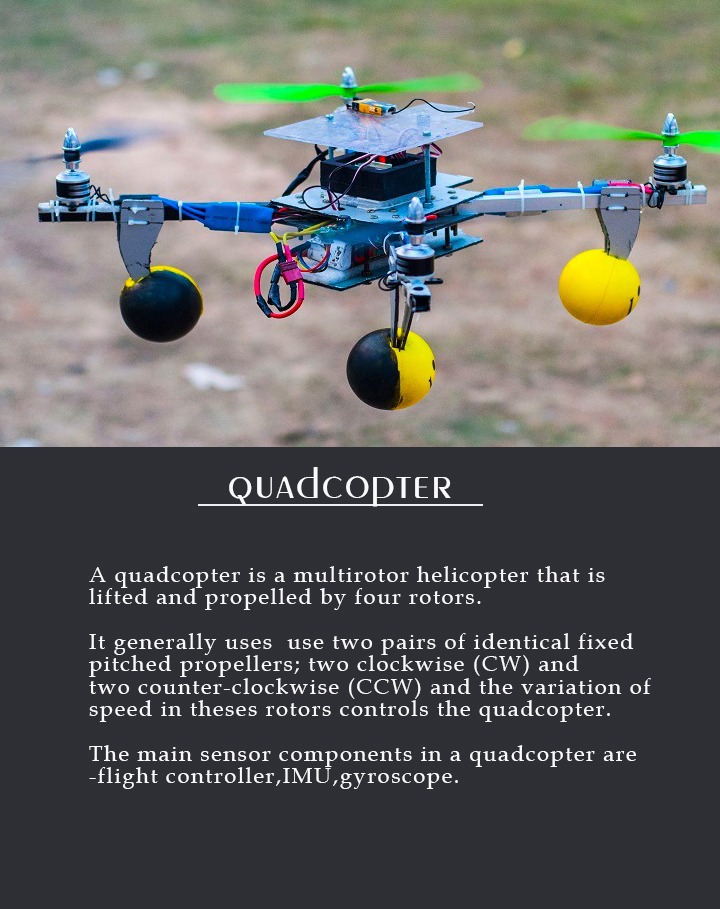 QUADCOPTER
A quadcopter is a multirotor helicopter that is
lifted and propelled by four rotors.
It generally uses  use two pairs of identical fixed
pitched propellers; two clockwise (CW) and
two counter-clockwise (CCW) and the variation of
speed in theses rotors controls the quadcopter.
The main sensor components in a quadcopter are
-flight controller,IMU,gyroscope.